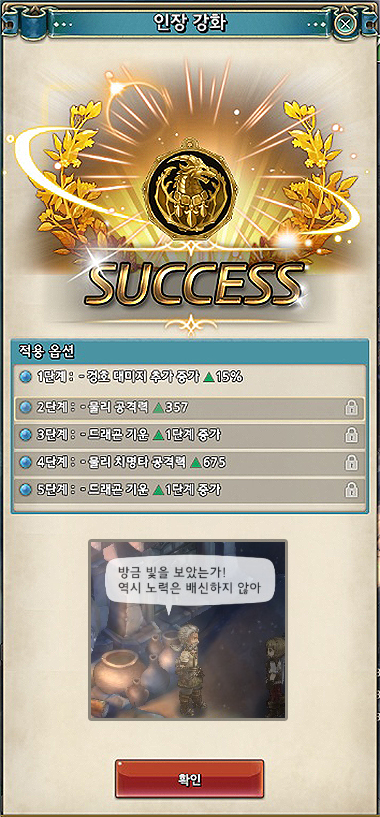 인장 강화
SUCCESS
적용 옵션
1단계 : - 경호 대미지 추가 증가 ▲15%
2단계 : - 물리 공격력 ▲357
3단계 : - 드래곤 기운 ▲1단계 증가
4단계 : - 물리 치명타 공격력 ▲675
5단계 : - 드래곤 기운 ▲1단계 증가
방금 빛을 보았는가!
역시 노력은 배신하지 않아
확인